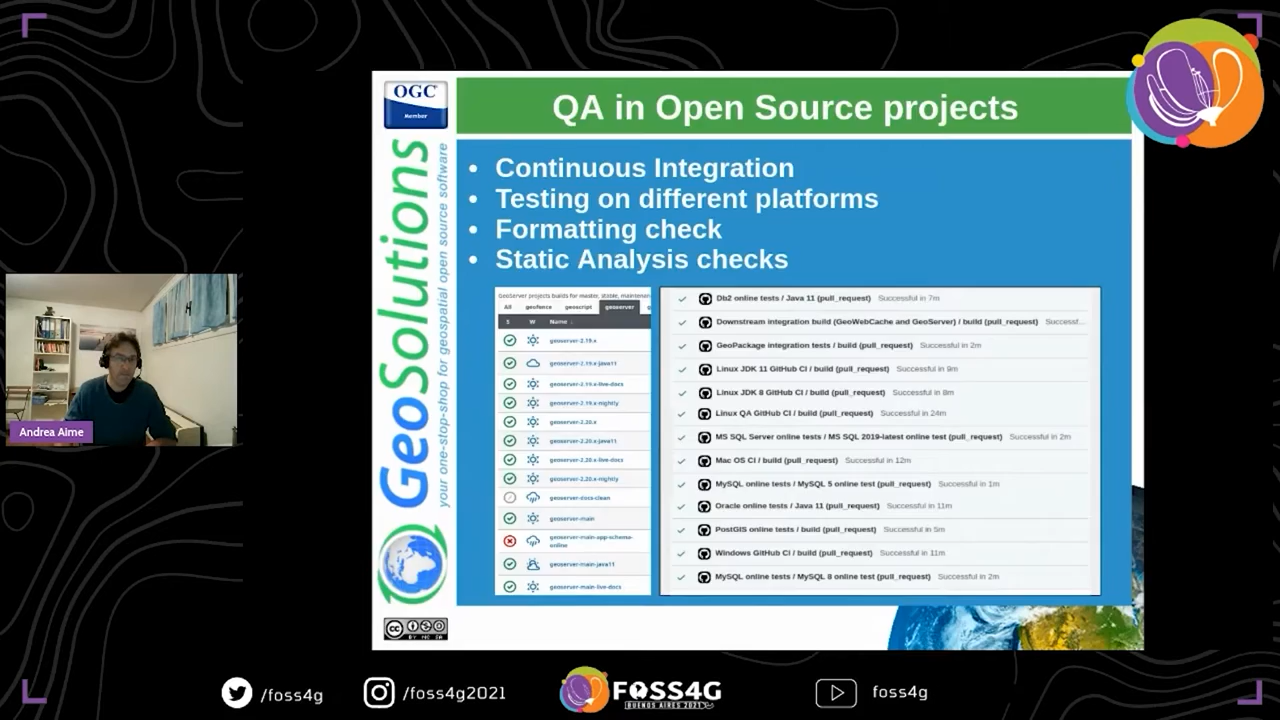 OGC
Member
QA in Open Source projects
GeoSolutions
your one-stop-shop for geospatial open source software
• Continuous Integration
• Testing on different platforms
• Formatting check
• Static Analysis checks
GeoServer projects builds for master, stable, maintenan
All geofence geoscript geoserver g
S W Name ↓
geoserver-2.19.x
geoserver-2.19.x-java11
geoserver-2.19.x-live-docs
geoserver-2.19.x-nightly
geoserver-2.20.x
geoserver-2.20.x-java11
geoserver-2.20.x-live-docs
geoserver-2.20.x-nightly
geoserver-docs-clean
geoserver-main
geoserver-main-app-schema-
online
geoserver-main-java11
geoserver-main-live-docs
Db2 online tests / Java 11 (pull_request) Successful in 7m
Downstream integration build (GeoWebCache and GeoServer) / build (pull_request) Successf...
GeoPackage integration tests / build (pull_request) Successful in 2m
Linux JDK 11 GitHub CI / build (pull_request) Successful in 9m
Linux JDK 8 GitHub CI / build (pull_request) Successful in 8m
Linux QA GitHub CI / build (pull_request) Successful in 24m
MS SQL Server online tests / MS SQL 2019-latest online test (pull_request) Successful in 2m
Mac OS CI / build (pull_request) Successful in 12m
MySQL online tests / MySQL 5 online test (pull_request) Successful in 1m
Oracle online tests / Java 11 (pull_request) Successful in 11m
PostGIS online tests / build (pull_request) Successful in 5m
Windows GitHub CI / build (pull_request) Successful in 11m
MySQL online tests / MySQL 8 online test (pull_request) Successful in 2m
Andrea Aime
cc
BY NC SA
/foss4g
/foss4g2021
FOSS4G
BUENOS AIRES 2021
foss4g